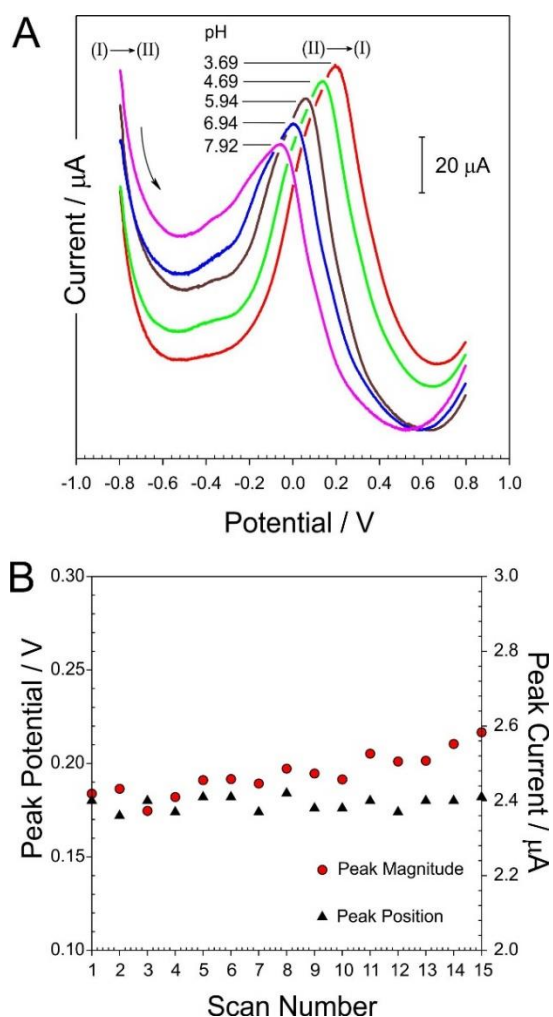 A
(I)→(II)
pH
(II)→(I)
3.69
4.69
5.94
6.94
7.92
20 μA
Current / μA
-1.0 -0.8 -0.6 -0.4 -0.2 0.0 0.2 0.4 0.6 0.8 1.0
Potential / V
B
0.30
0.25
0.20
0.15
0.10
Peak Potential / V
3.0
2.8
2.6
2.4
2.2
2.0
Peak Current / μA
Peak Magnitude
Peak Position
1 2 3 4 5 6 7 8 9 10 11 12 13 14 15
Scan Number